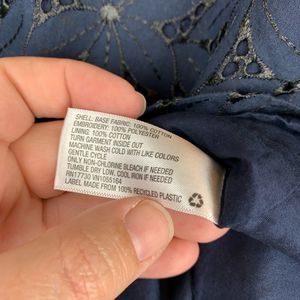 SHELL: BASE FABRIC: 100% COTTON
EMBROIDERY: 100% POLYESTER
LINING: 100% COTTON
TURN GARMENT INSIDE OUT
MACHINE WASH COLD WITH LIKE COLORS
GENTLE CYCLE
ONLY NON-CHLORINE BLEACH IF NEEDED
TUMBLE DRY LOW, COOL IRON IF NEEDED
RN17730 VN1055164
LABEL MADE FROM 100% RECYCLED PLASTIC